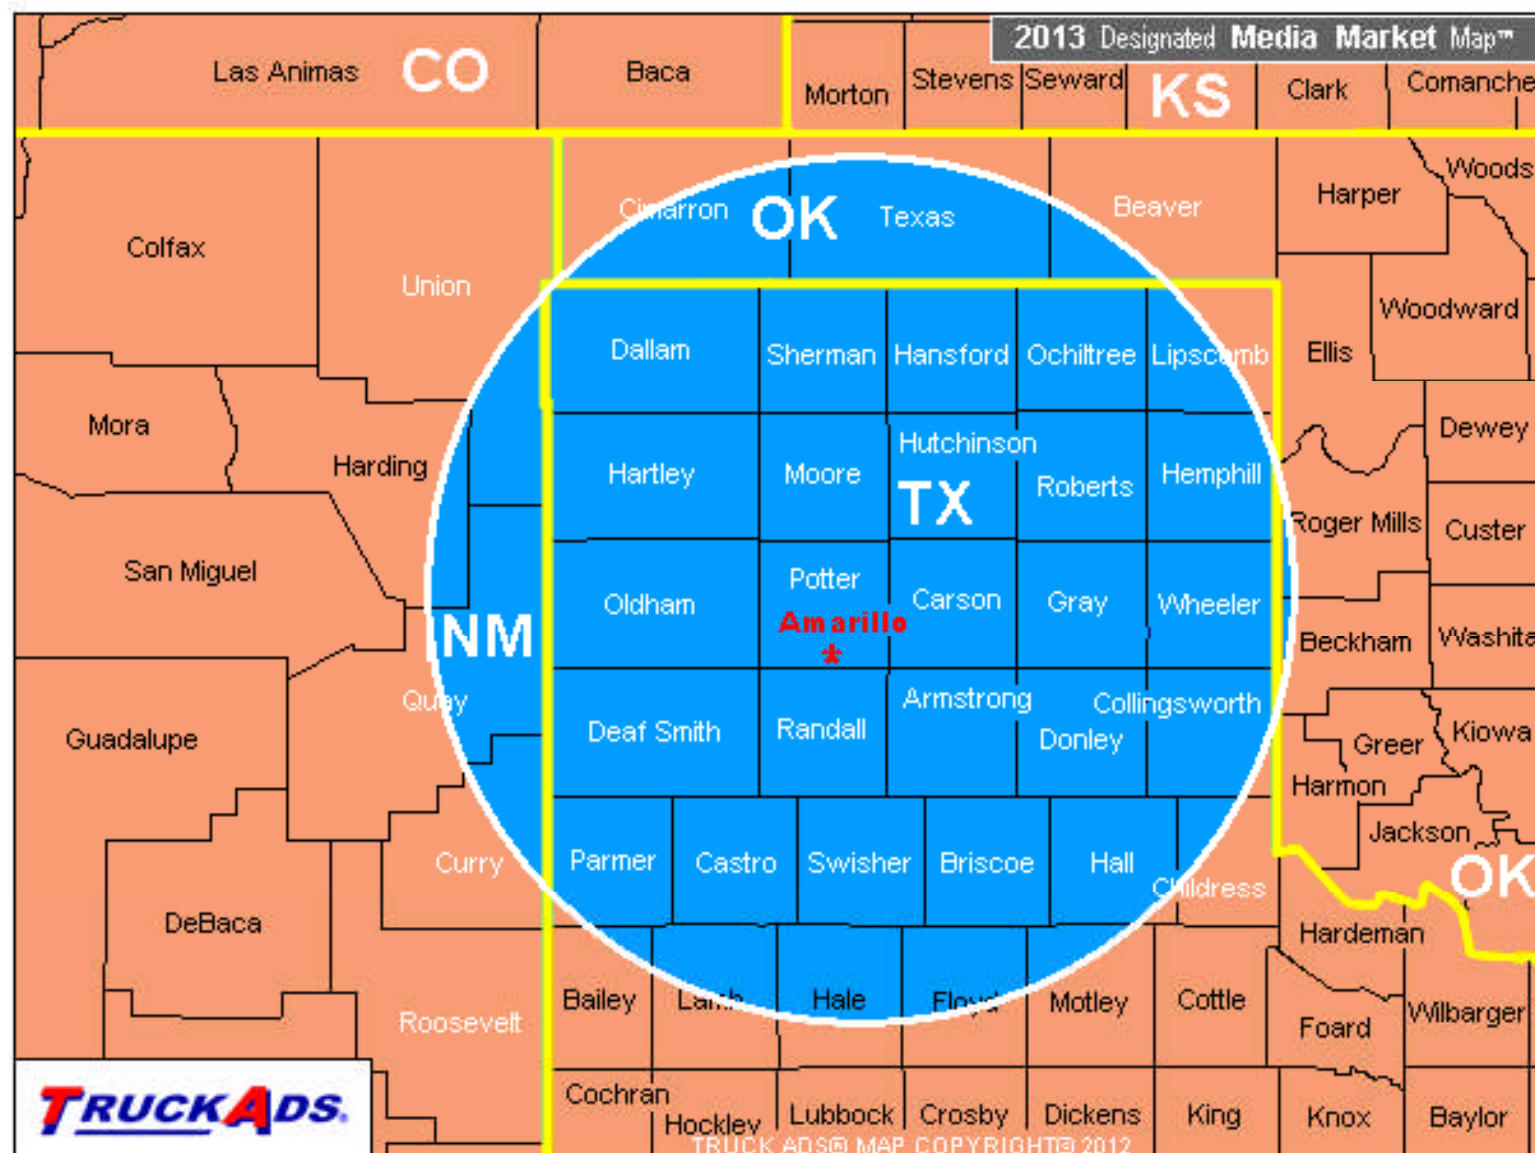 2013 Designated Media Market Map™
Las Animas
CO
Baca
Morton
Stevens
Seward
KS
Clark
Comanche
Woods
Cimarron
OK
Texas
Beaver
Harper
Colfax
Union
Woodward
Dallam
Sherman
Hansford
Ochiltree
Lipscomb
Ellis
Mora
Harding
Hartley
Moore
Hutchinson
TX
Roberts
Hemphill
Dewey
Roger Mills
Custer
San Miguel
Oldham
Potter
Amarillo
*
Carson
Gray
Wheeler
NM
Beckham
Washita
Quay
Guadalupe
Deaf Smith
Randall
Armstrong
Donley
Collingsworth
Greer
Kiowa
Harmon
Jackson
OK
Curry
Parmer
Castro
Swisher
Briscoe
Hall
Childress
DeBaca
Hardeman
Roosevelt
Bailey
Lamb
Hale
Floyd
Motley
Cottle
Foard
Wilbarger
Cochran
Hockley
Lubbock
Crosby
Dickens
King
Knox
Baylor
TRUCKADS.
TRUCK ADS® MAP COPYRIGHT© 2012